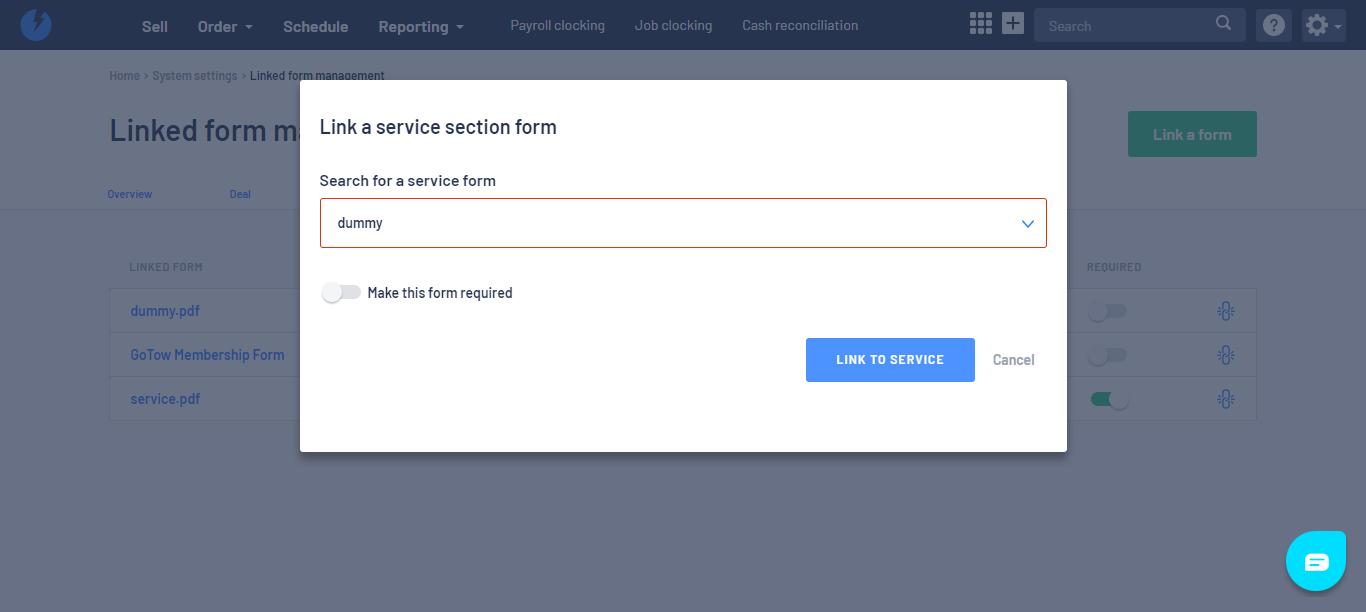 Sell Order Schedule Reporting Payroll clocking Job clocking Cash reconciliation Search
Home › System settings › Linked form management
Linked form ma
Link a form
Overview Deal
Link a service section form
Search for a service form
dummy
Make this form required
LINK TO SERVICE Cancel
LINKED FORM REQUIRED
dummy.pdf
GoTow Membership Form
service.pdf